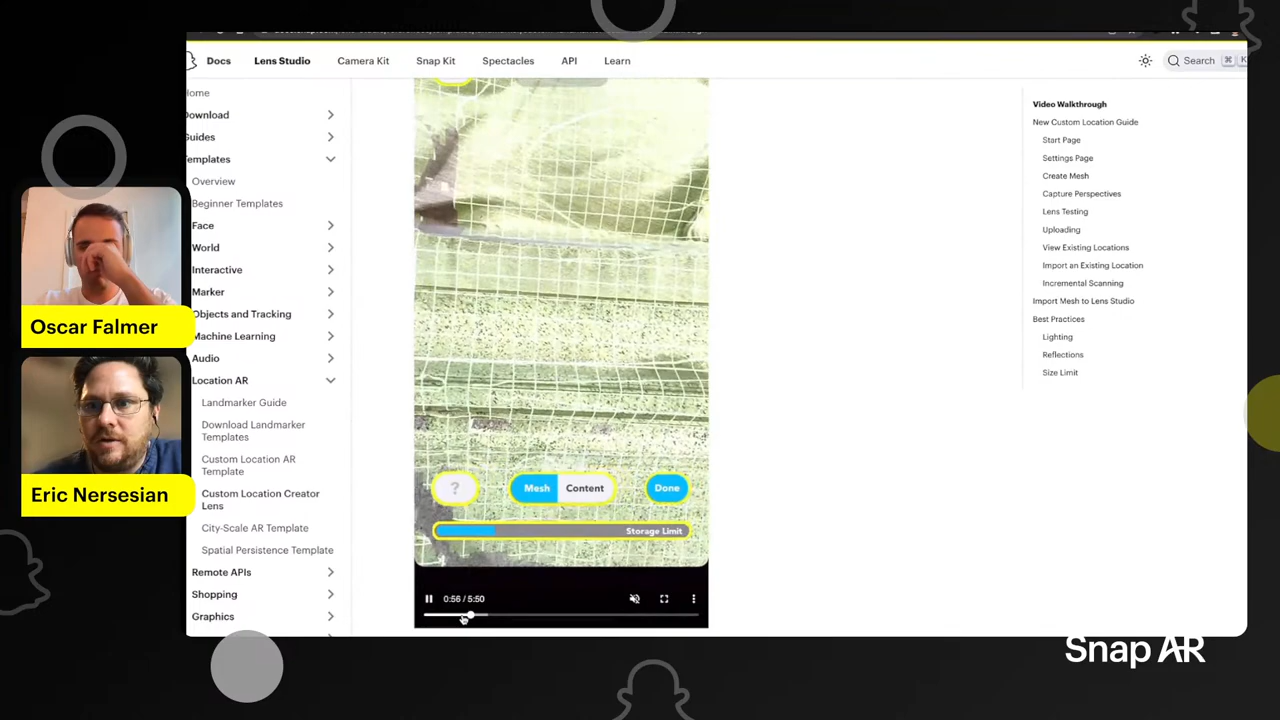 Docs
Lens Studio
Camera Kit
Snap Kit
Spectacles
API
Learn
Search
Home
Download
Guides
Templates
Overview
Beginner Templates
Face
World
Interactive
Marker
Objects and Tracking
Machine Learning
Audio
Location AR
Landmarker Guide
Download Landmarker
Templates
Custom Location AR
Template
Custom Location Creator
Lens
City-Scale AR Template
Spatial Persistence Template
Remote APIs
Shopping
Graphics
?
Mesh
Content
Done
Storage Limit
0:56 / 5:50
Video Walkthrough
New Custom Location Guide
Start Page
Settings Page
Create Mesh
Capture Perspectives
Lens Testing
Uploading
View Existing Locations
Import an Existing Location
Incremental Scanning
Import Mesh to Lens Studio
Best Practices
Lighting
Reflections
Size Limit
Oscar Falmer
Eric Nersesian
Snap AR